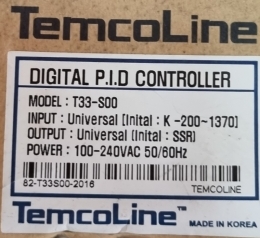 TemcoLine
DIGITAL P.I.D CONTROLLER
MODEL : T33-S00
INPUT : Universal [Inital : K -200~1370]
OUTPUT : Universal (Inital : SSR)
POWER : 100-240VAC 50/60Hz
82-T33S00-2016
TEMCOLINE
TemcoLine™ MADE IN KOREA